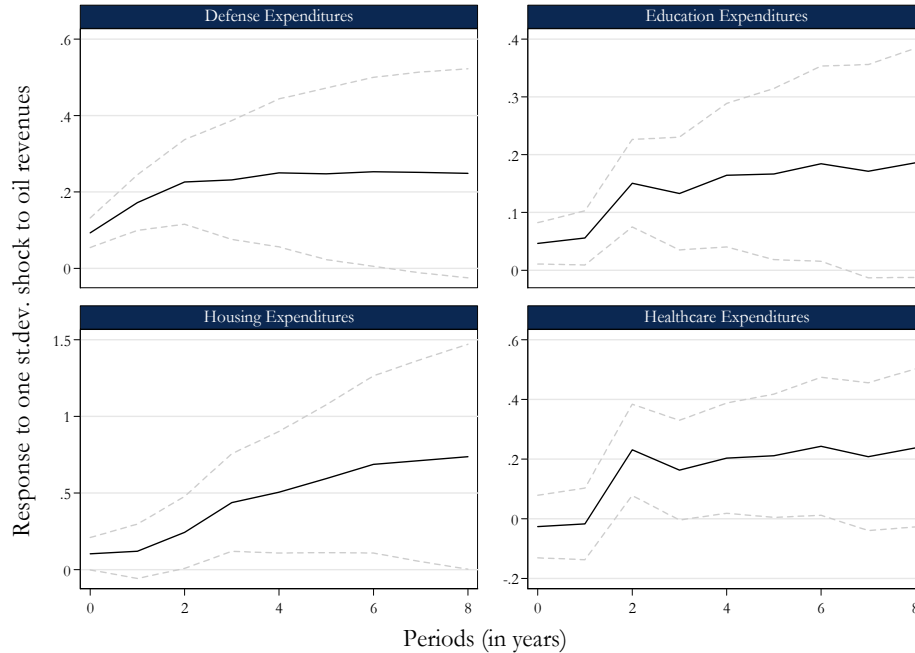 Defense Expenditures
Education Expenditures
.6
.4
.2
0
.4
.3
.2
.1
0
Housing Expenditures
Healthcare Expenditures
1.5
1
.5
0
.6
.4
.2
0
-.2
0 2 4 6 8
0 2 4 6 8
Response to one st.dev. shock to oil revenues
Periods (in years)